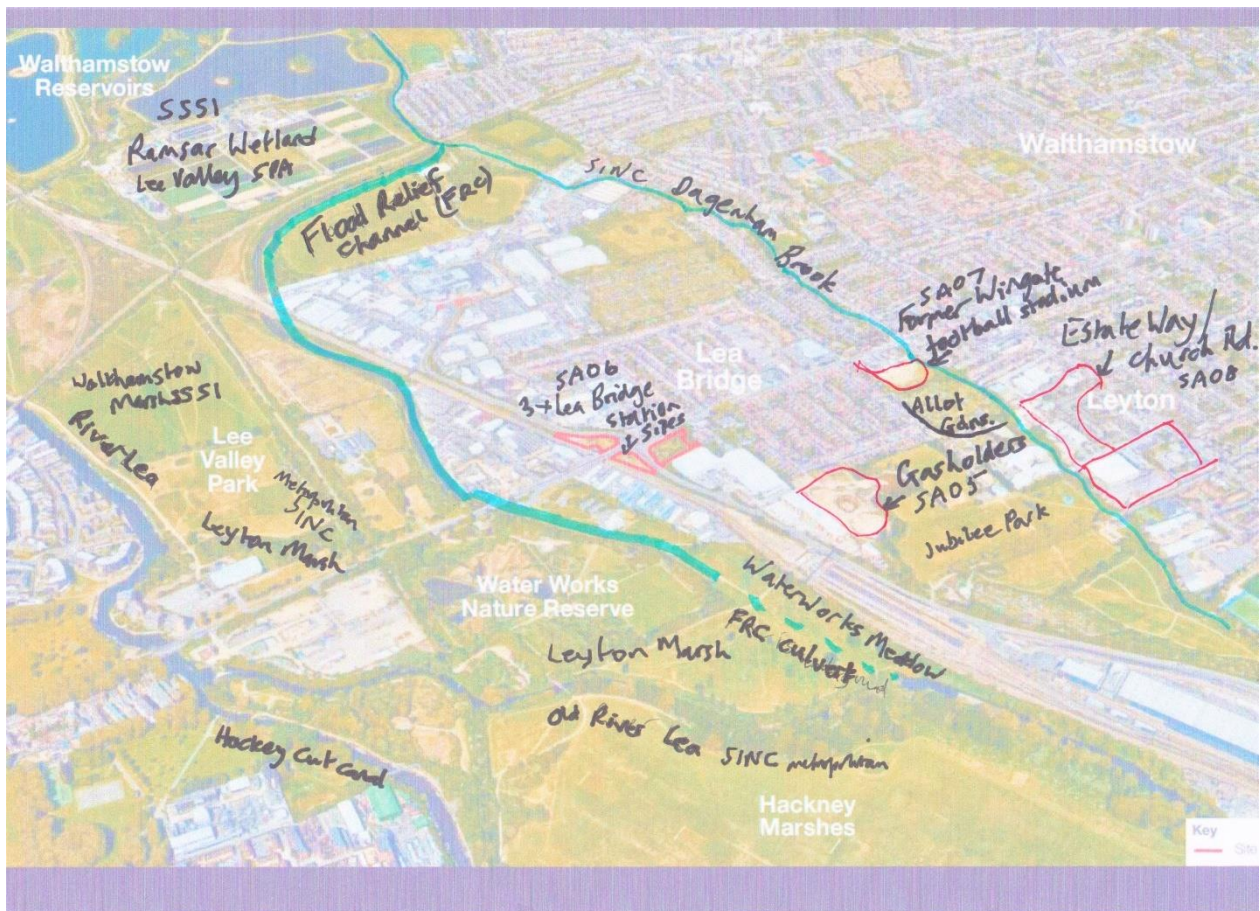 Walthamstow
Reservoirs
SSSI
Ramsar Wetland
Lee Valley SPA
Walthamstow
Flood Relief
Channel (FRC)
SINC Dagenham Brook
SA07
Former Wingate
football stadium
Estate Way /
Church Rd.
SA08
Leyton
Lea
Bridge
SA06
3 + Lea Bridge
Station
Sites
Allot
Gdns.
Gasholders
SA05
Jubilee Park
Walthamstow
Marsh SSSI
River Lea
Lee
Valley
Park
Metropolitan
SINC
Leyton Marsh
Water Works
Nature Reserve
Waterworks Meadow
FRC culvert
Leyton Marsh
Old River Lea SINC metropolitan
Hackey cut canal
Hackney
Marshes
Key
Site